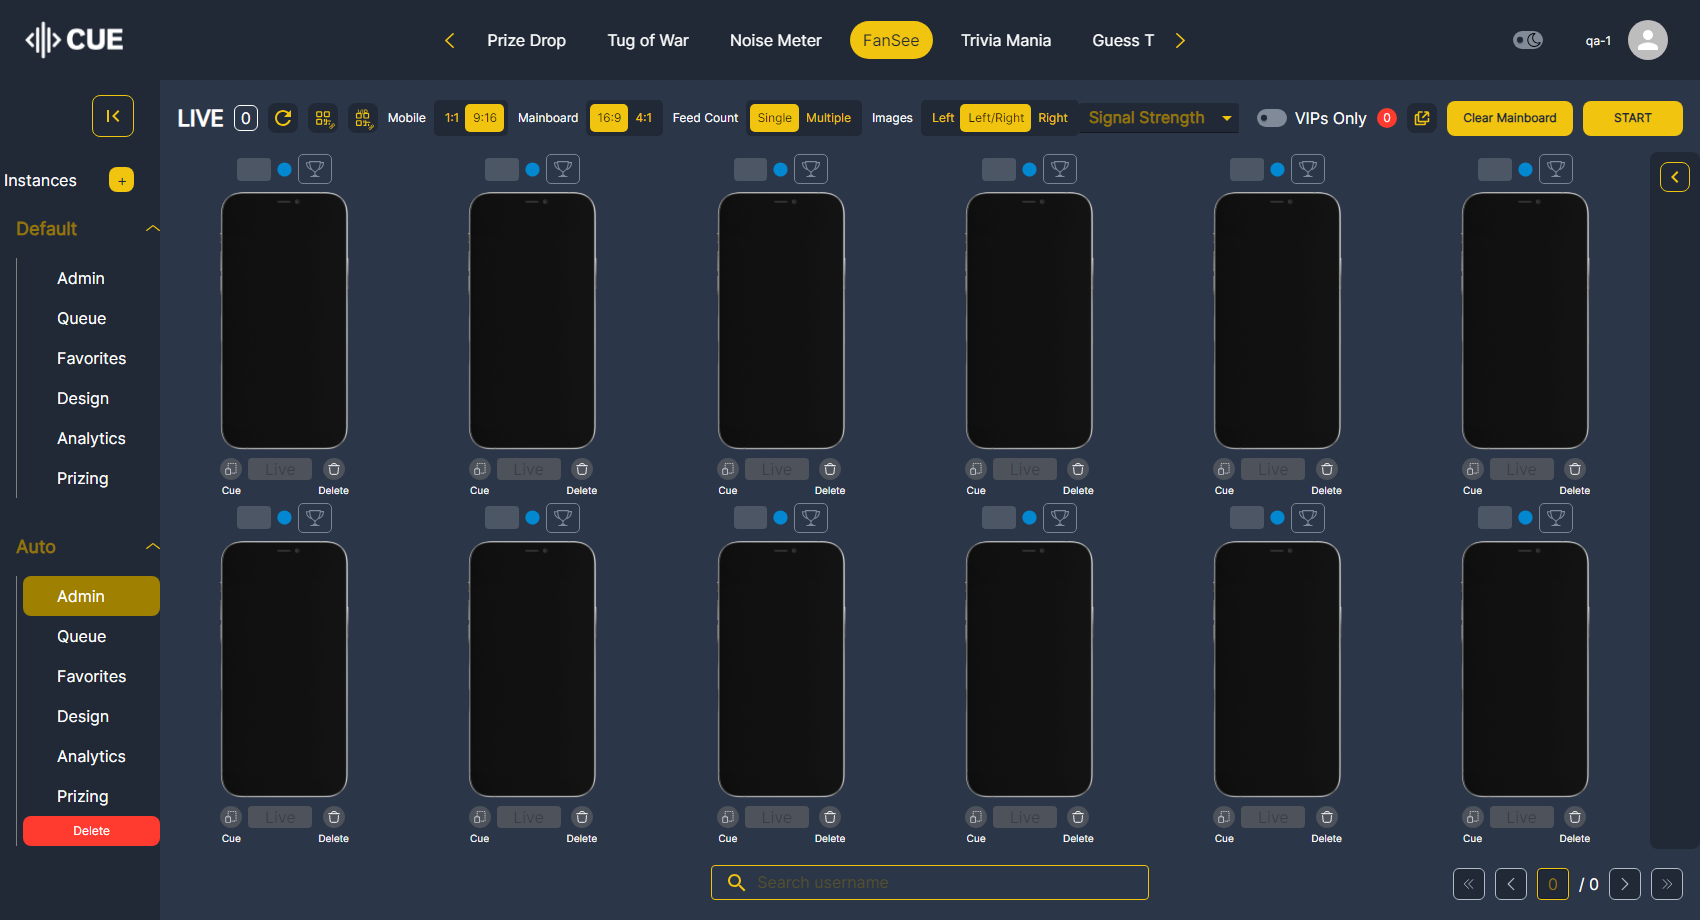 CUE
Prize Drop Tug of War Noise Meter FanSee Trivia Mania Guess T
qa-1
LIVE 0 Mobile 1:1 9:16 Mainboard 16:9 4:1 Feed Count Single Multiple Images Left Left/Right Right Signal Strength VIPs Only 0 Clear Mainboard START
Instances +
Default
Admin
Queue
Favorites
Design
Analytics
Prizing
Auto
Admin
Queue
Favorites
Design
Analytics
Prizing
Delete
Live Live Live Live Live Live
Cue Delete Cue Delete Cue Delete Cue Delete Cue Delete Cue Delete
Live Live Live Live Live Live
Cue Delete Cue Delete Cue Delete Cue Delete Cue Delete Cue Delete
Search username
0 / 0